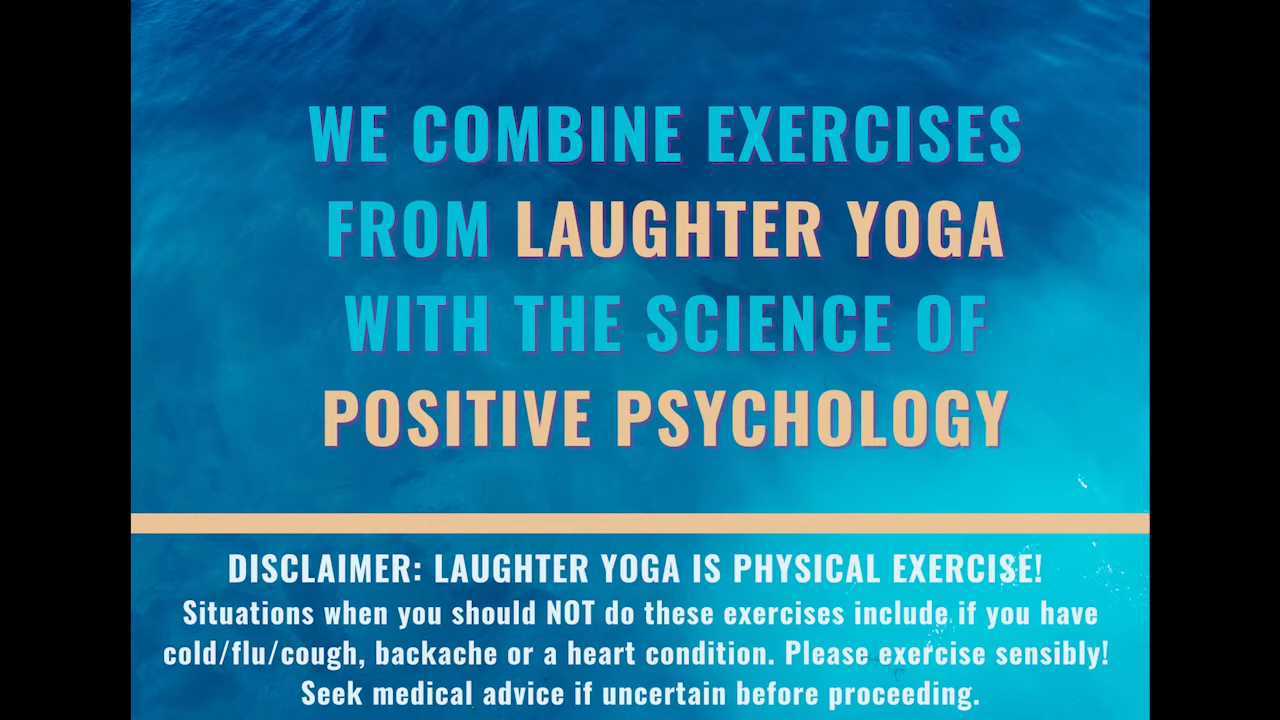 WE COMBINE EXERCISES
FROM LAUGHTER YOGA
WITH THE SCIENCE OF
POSITIVE PSYCHOLOGY
DISCLAIMER: LAUGHTER YOGA IS PHYSICAL EXERCISE!
Situations when you should NOT do these exercises include if you have
cold/flu/cough, backache or a heart condition. Please exercise sensibly!
Seek medical advice if uncertain before proceeding.